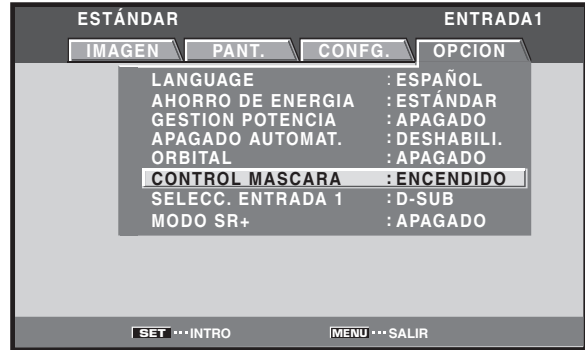 ESTÁNDAR ENTRADA1
IMAGEN PANT. CONFG. OPCION
LANGUAGE : ESPAÑOL
AHORRO DE ENERGIA : ESTÁNDAR
GESTION POTENCIA : APAGADO
APAGADO AUTOMAT. : DESHABILI.
ORBITAL : APAGADO
CONTROL MASCARA : ENCENDIDO
SELECC. ENTRADA 1 : D-SUB
MODO SR+ : APAGADO
SET ··· INTRO MENU ··· SALIR